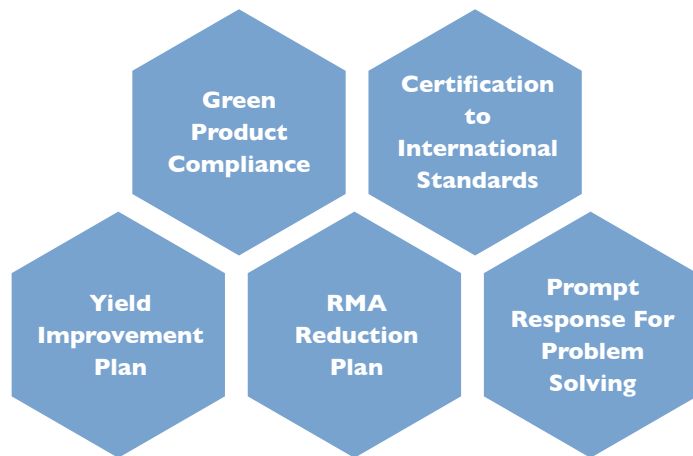 Green
Product
Compliance
Certification
to
International
Standards
Yield
Improvement
Plan
RMA
Reduction
Plan
Prompt
Response For
Problem
Solving